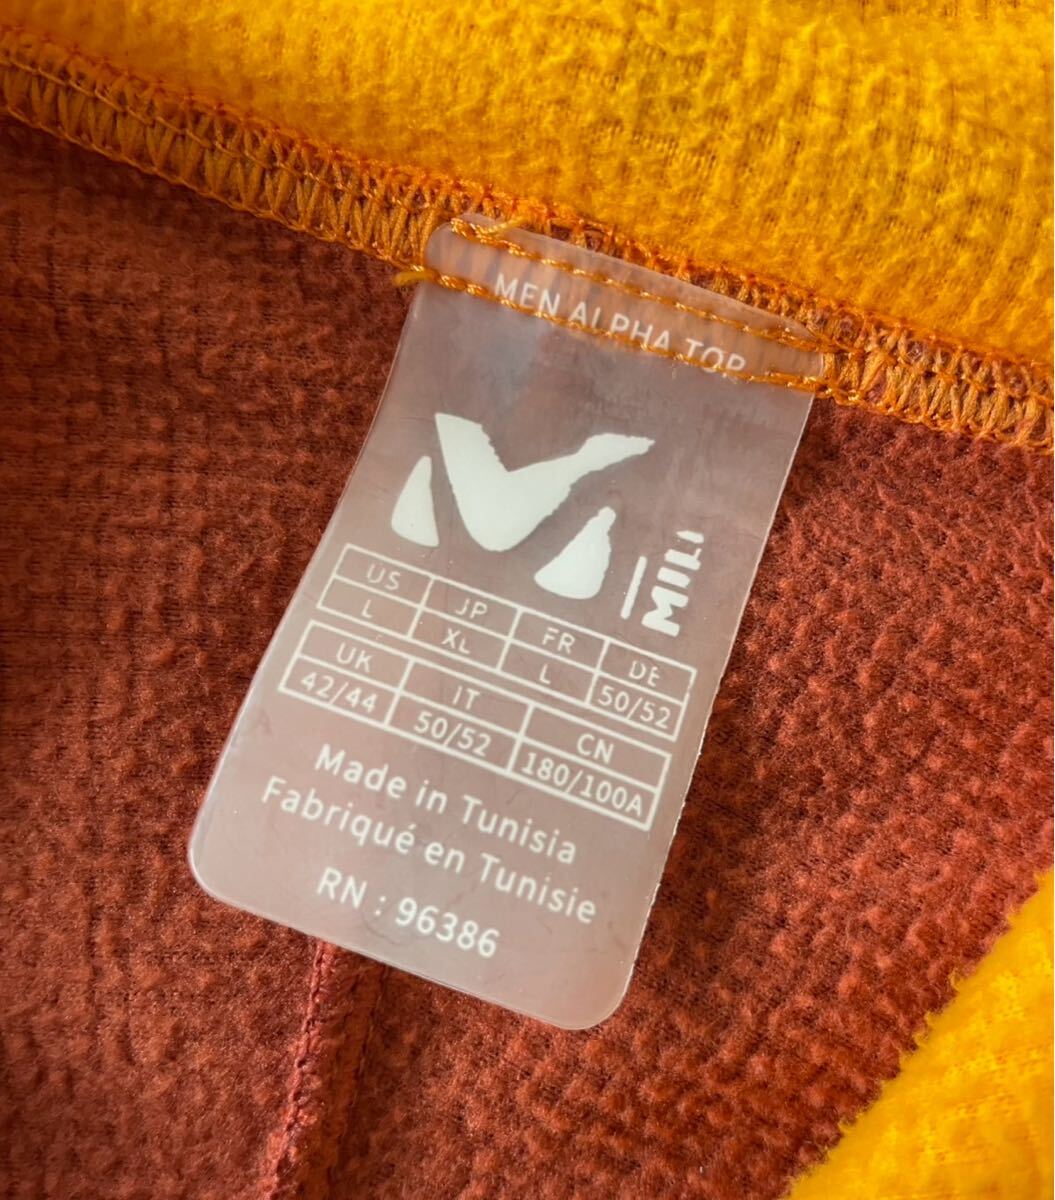 MEN ALPHA TOP
MILL
US JP FR DE
L XL L 50/52
UK IT CN
42/44 50/52 180/100A
Made in Tunisia
Fabriqué en Tunisie
RN : 96386